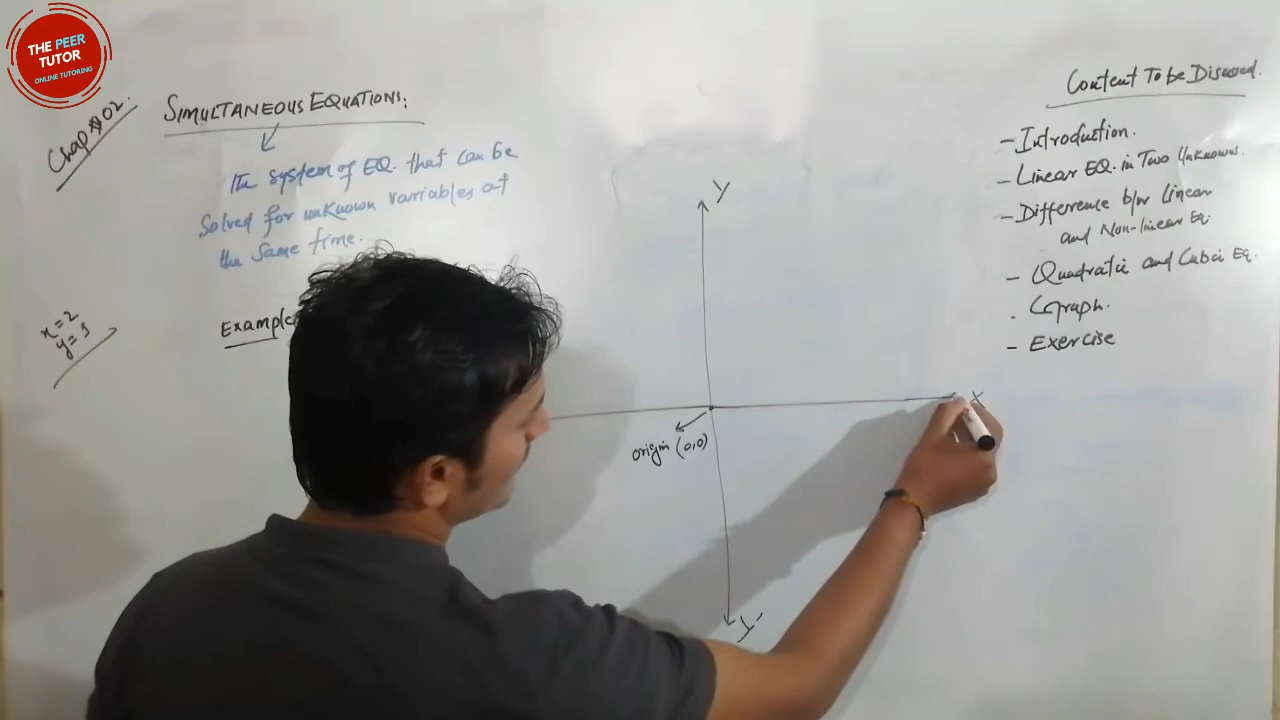 THE PEER
TUTOR
ONLINE TUTORING
Chap # 02.
SIMULTANEOUS EQUATIONS:
The system of EQ. that can be
Solved for unknown variables at
the same time.
x=2
y=3
Example
Y
X
origin (0,0)
Y'
Content To be Discussed.
- Introduction.
- Linear EQ. in Two Unknowns.
- Difference b/w Linear
and Non-linear Eq.
- Quadratic and Cubic Eq.
. Graph.
- Exercise